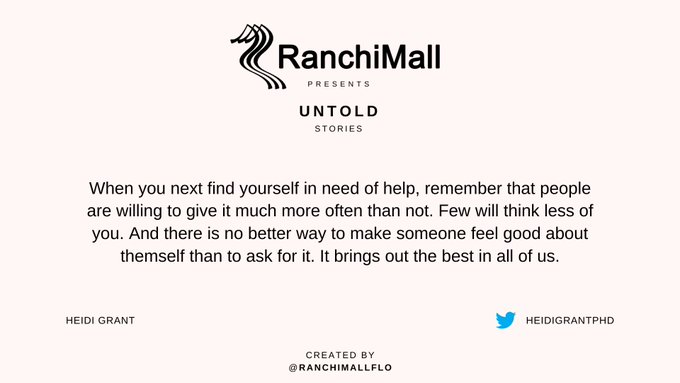 RanchiMall
PRESENTS
UNTOLD
STORIES
When you next find yourself in need of help, remember that people
are willing to give it much more often than not. Few will think less of
you. And there is no better way to make someone feel good about
themself than to ask for it. It brings out the best in all of us.
HEIDI GRANT
HEIDIGRANTPHD
CREATED BY
@RANCHIMALLFLO